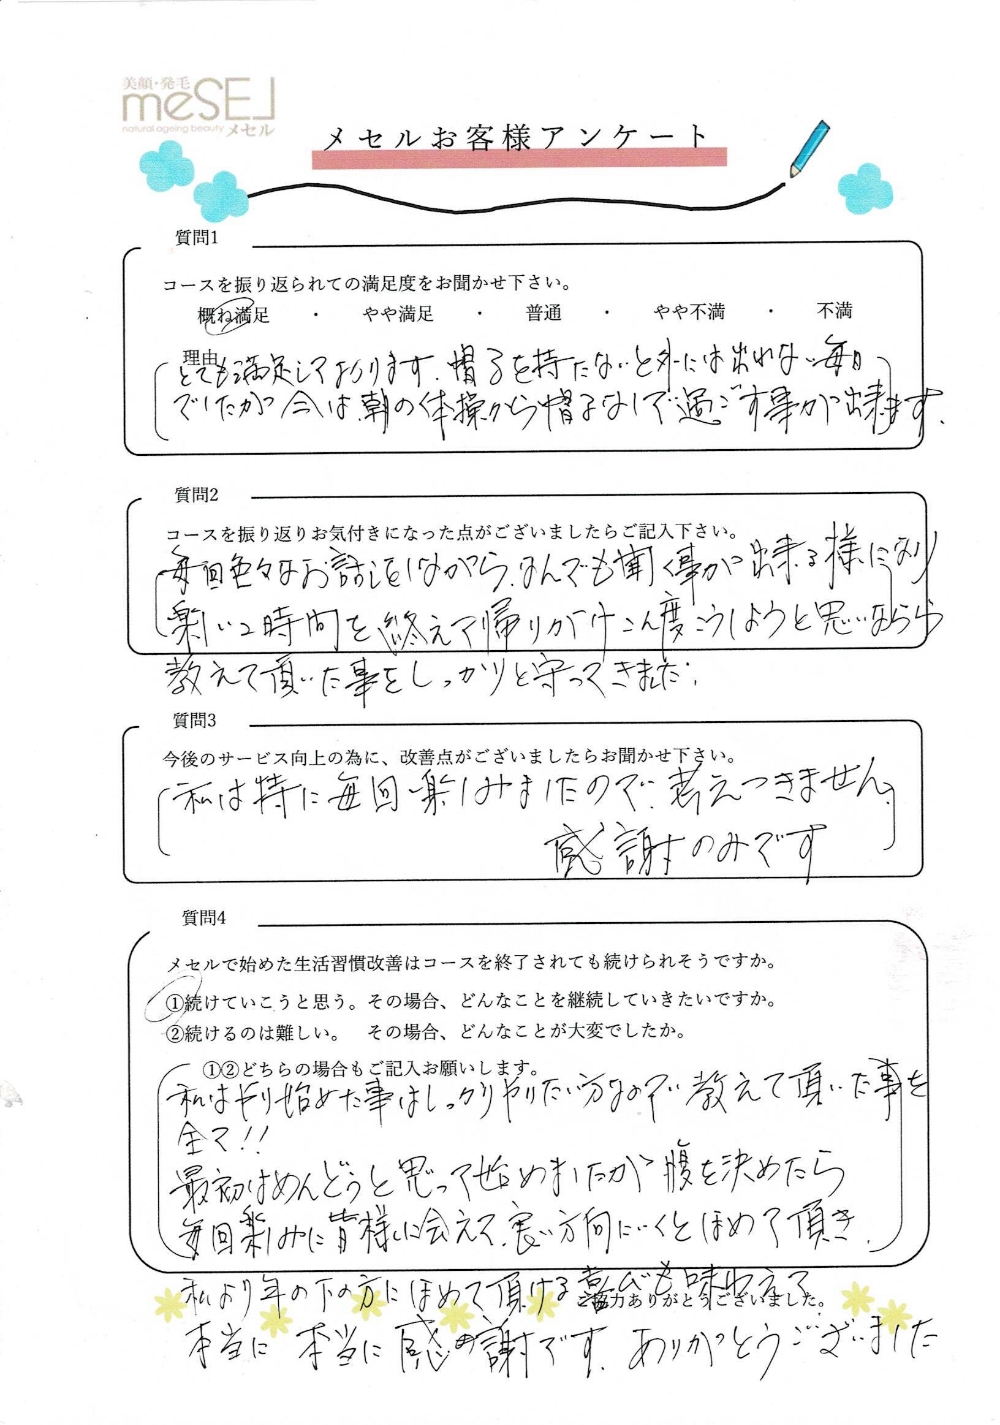 美顔・発毛
meSEL
natural ageing beauty メセル
メセルお客様アンケート
質問1
コースを振り返られての満足度をお聞かせ下さい。
概ね満足 ・ やや満足 ・ 普通 ・ やや不満 ・ 不満
理由
とても満足しております。帽子を持たないと外には出れない毎日
でしたが今は朝の体操から帽子なしで過ごす事が出来ます.
質問2
コースを振り返りお気付きになった点がございましたらご記入下さい。
毎回色々なお話しをしながら、なんでも聞く事が出来る様になり
楽しい2時間を終えて帰りがけこん度こうしようと思いながら
教えて頂いた事をしっかりと守ってきました.
質問3
今後のサービス向上の為に、改善点がございましたらお聞かせ下さい。
私は特に毎回楽しみましたので、考えつきません。
感謝のみです
質問4
メセルで始めた生活習慣改善はコースを終了されても続けられそうですか。
①続けていこうと思う。その場合、どんなことを継続していきたいですか。
②続けるのは難しい。 その場合、どんなことが大変でしたか。
①②どちらの場合もご記入お願いします。
私はやり始めた事はしっかりやりたい方なので教えて頂いた事を
全て!!
最初はめんどうと思って始めましたが腹を決めたら
毎回楽しみに皆様に会えて、良い方向にいくとほめて頂き、
私より年の下の方にほめて頂ける喜びも味わえて
ご協力ありがとうございました。
本当に 本当に感謝です。ありがとうございました